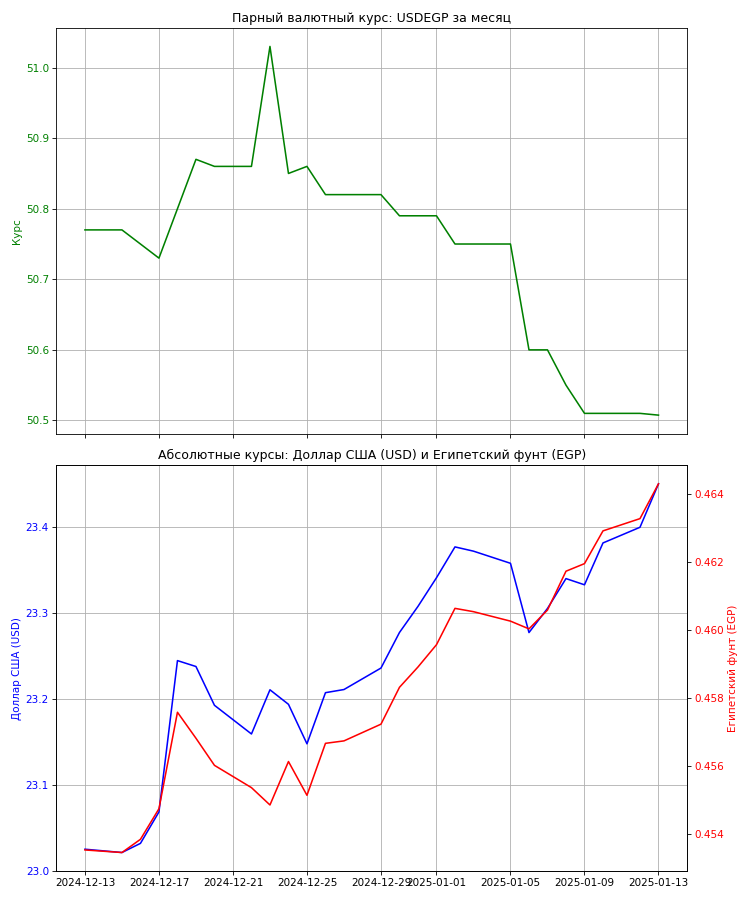 Парный валютный курс: USDEGP за месяц
51.0
50.9
50.8
50.7
50.6
50.5
Курс
Абсолютные курсы: Доллар США (USD) и Египетский фунт (EGP)
23.4
23.3
23.2
23.1
23.0
Доллар США (USD)
0.464
0.462
0.460
0.458
0.456
0.454
Египетский фунт (EGP)
2024-12-13 2024-12-17 2024-12-21 2024-12-25 2024-12-29 2025-01-01 2025-01-05 2025-01-09 2025-01-13